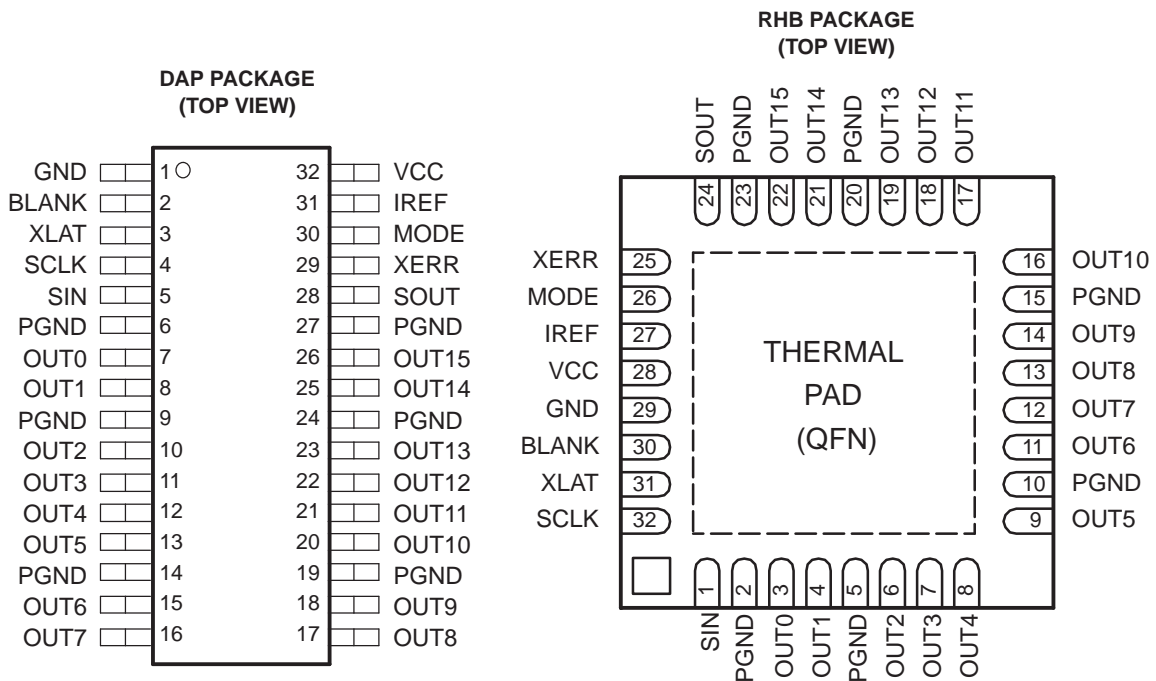 DAP PACKAGE
(TOP VIEW)
GND 1 32 VCC
BLANK 2 31 IREF
XLAT 3 30 MODE
SCLK 4 29 XERR
SIN 5 28 SOUT
PGND 6 27 PGND
OUT0 7 26 OUT15
OUT1 8 25 OUT14
PGND 9 24 PGND
OUT2 10 23 OUT13
OUT3 11 22 OUT12
OUT4 12 21 OUT11
OUT5 13 20 OUT10
PGND 14 19 PGND
OUT6 15 18 OUT9
OUT7 16 17 OUT8
RHB PACKAGE
(TOP VIEW)
SOUT PGND OUT15 OUT14 PGND OUT13 OUT12 OUT11
24 23 22 21 20 19 18 17
XERR 25 16 OUT10
MODE 26 15 PGND
IREF 27 14 OUT9
VCC 28 13 OUT8
GND 29 12 OUT7
BLANK 30 11 OUT6
XLAT 31 10 PGND
SCLK 32 9 OUT5
THERMAL
PAD
(QFN)
1 2 3 4 5 6 7 8
SIN PGND OUT0 OUT1 PGND OUT2 OUT3 OUT4